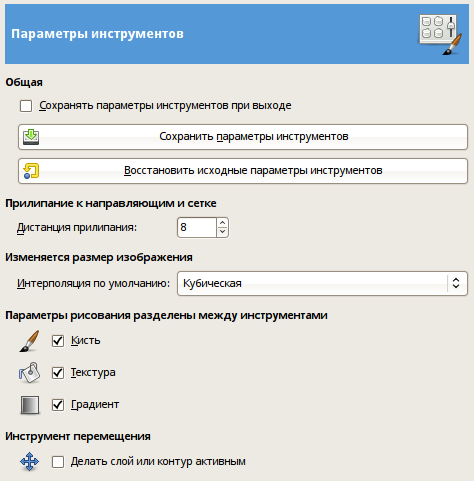 Параметры инструментов
Общая
Сохранять параметры инструментов при выходе
Сохранить параметры инструментов
Восстановить исходные параметры инструментов
Прилипание к направляющим и сетке
Дистанция прилипания: 8
Изменяется размер изображения
Интерполяция по умолчанию: Кубическая
Параметры рисования разделены между инструментами
Кисть
Текстура
Градиент
Инструмент перемещения
Делать слой или контур активным